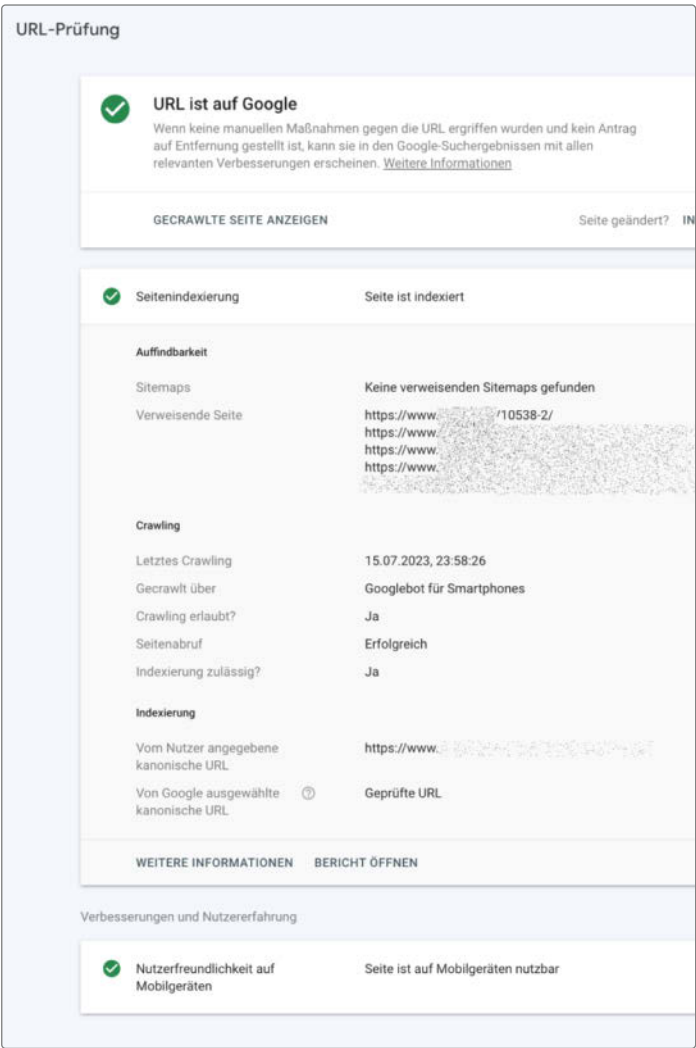 URL-Prüfung
URL ist auf Google
Wenn keine manuellen Maßnahmen gegen die URL ergriffen wurden und kein Antrag
auf Entfernung gestellt ist, kann sie in den Google-Suchergebnissen mit allen
relevanten Verbesserungen erscheinen. Weitere Informationen
GECRAWLTE SEITE ANZEIGEN Seite geändert? IN
Seitenindexierung Seite ist indexiert
Auffindbarkeit
Sitemaps Keine verweisenden Sitemaps gefunden
Verweisende Seite https://www. /10538-2/
https://www.
https://www.
https://www.
Crawling
Letztes Crawling 15.07.2023, 23:58:26
Gecrawlt über Googlebot für Smartphones
Crawling erlaubt? Ja
Seitenabruf Erfolgreich
Indexierung zulässig? Ja
Indexierung
Vom Nutzer angegebene https://www.
kanonische URL
Von Google ausgewählte Geprüfte URL
kanonische URL
WEITERE INFORMATIONEN BERICHT ÖFFNEN
Verbesserungen und Nutzererfahrung
Nutzerfreundlichkeit auf Seite ist auf Mobilgeräten nutzbar
Mobilgeräten